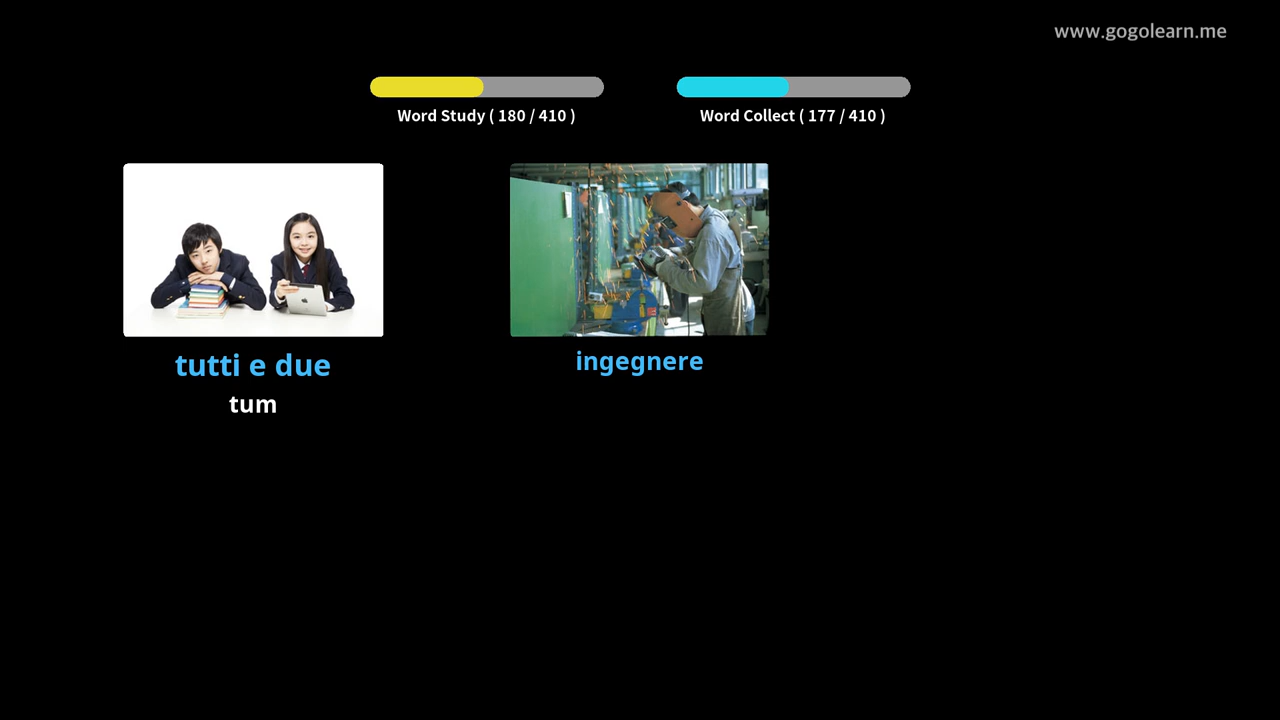 www.gogolearn.me
Word Study ( 180 / 410 )
Word Collect ( 177 / 410 )
tutti e due
tum
ingegnere